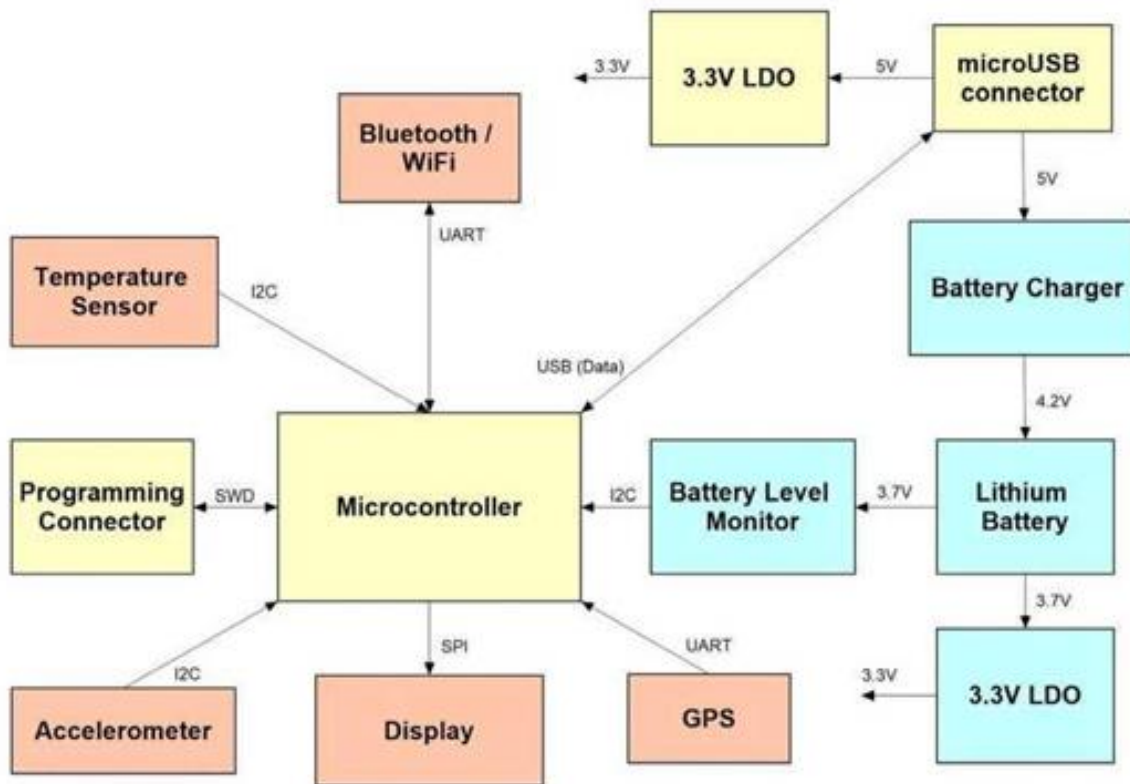 3.3V
3.3V LDO
5V
microUSB
connector
Bluetooth /
WiFi
5V
UART
Temperature
Sensor
I2C
Battery Charger
USB (Data)
4.2V
Programming
Connector
SWD
Microcontroller
I2C
Battery Level
Monitor
3.7V
Lithium
Battery
3.7V
SPI
UART
I2C
3.3V
3.3V LDO
Accelerometer
Display
GPS